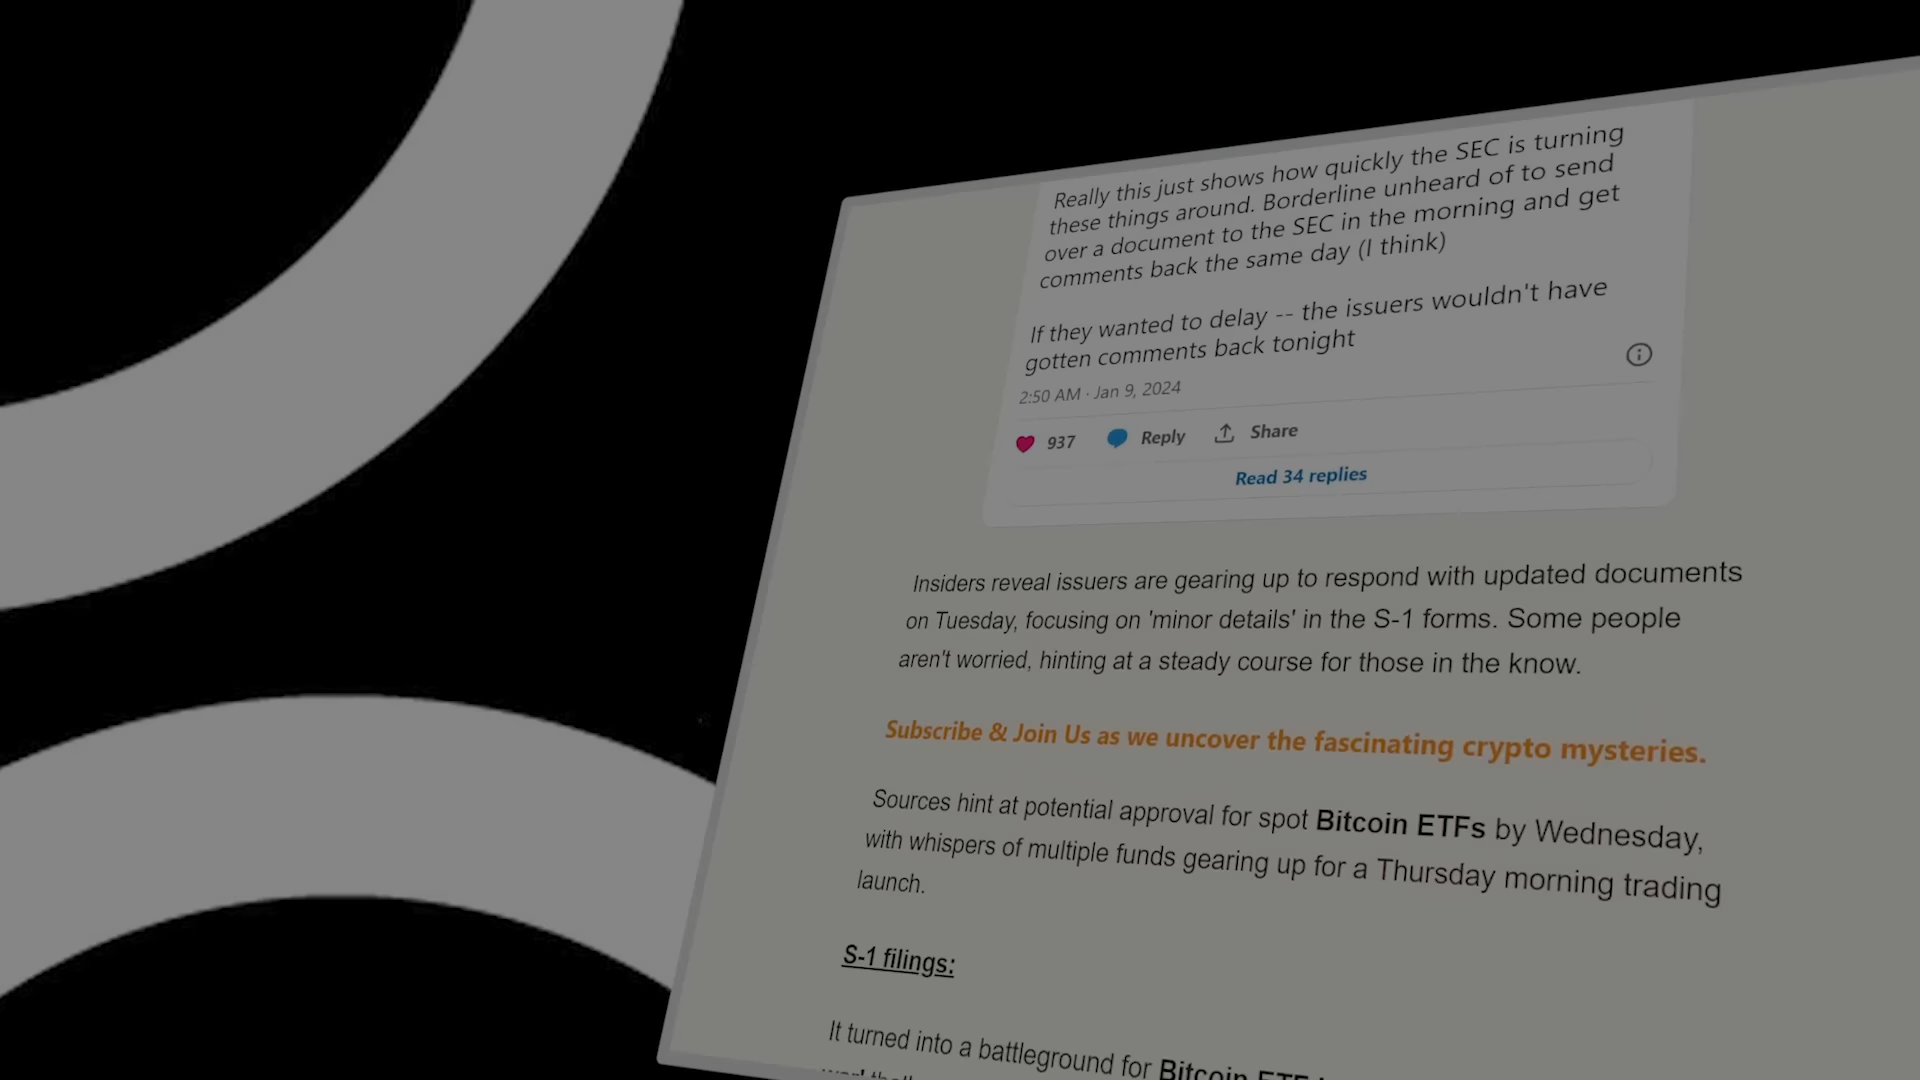 Really this just shows how quickly the SEC is turning
these things around. Borderline unheard of to send
over a document to the SEC in the morning and get
comments back the same day (I think)
If they wanted to delay -- the issuers wouldn't have
gotten comments back tonight
2:50 AM · Jan 9, 2024
937 Reply Share
Read 34 replies
Insiders reveal issuers are gearing up to respond with updated documents
on Tuesday, focusing on 'minor details' in the S-1 forms. Some people
aren't worried, hinting at a steady course for those in the know.
Subscribe & Join Us as we uncover the fascinating crypto mysteries.
Sources hint at potential approval for spot Bitcoin ETFs by Wednesday,
with whispers of multiple funds gearing up for a Thursday morning trading
launch.
S-1 filings:
It turned into a battleground for Bitcoin ETF